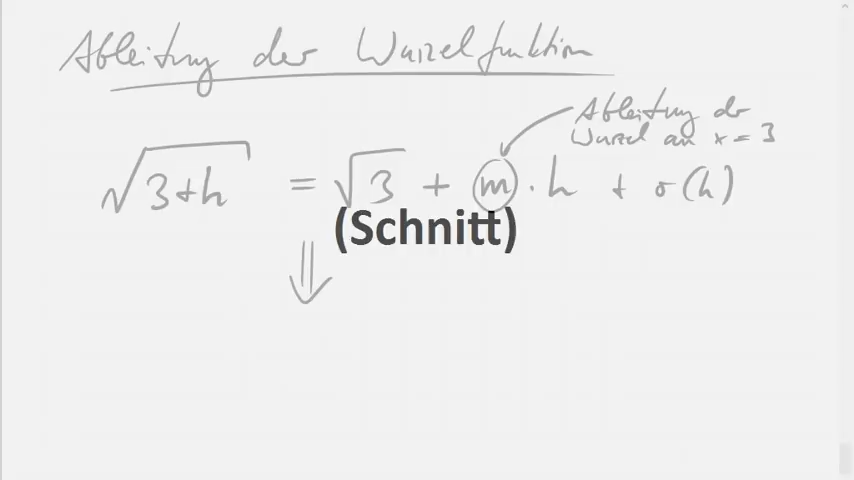 Ableitung der Wurzelfunktion
Ableitung der
Wurzel an x = 3
√3+h = √3 + m · h + o(h)
(Schnitt)
⇓